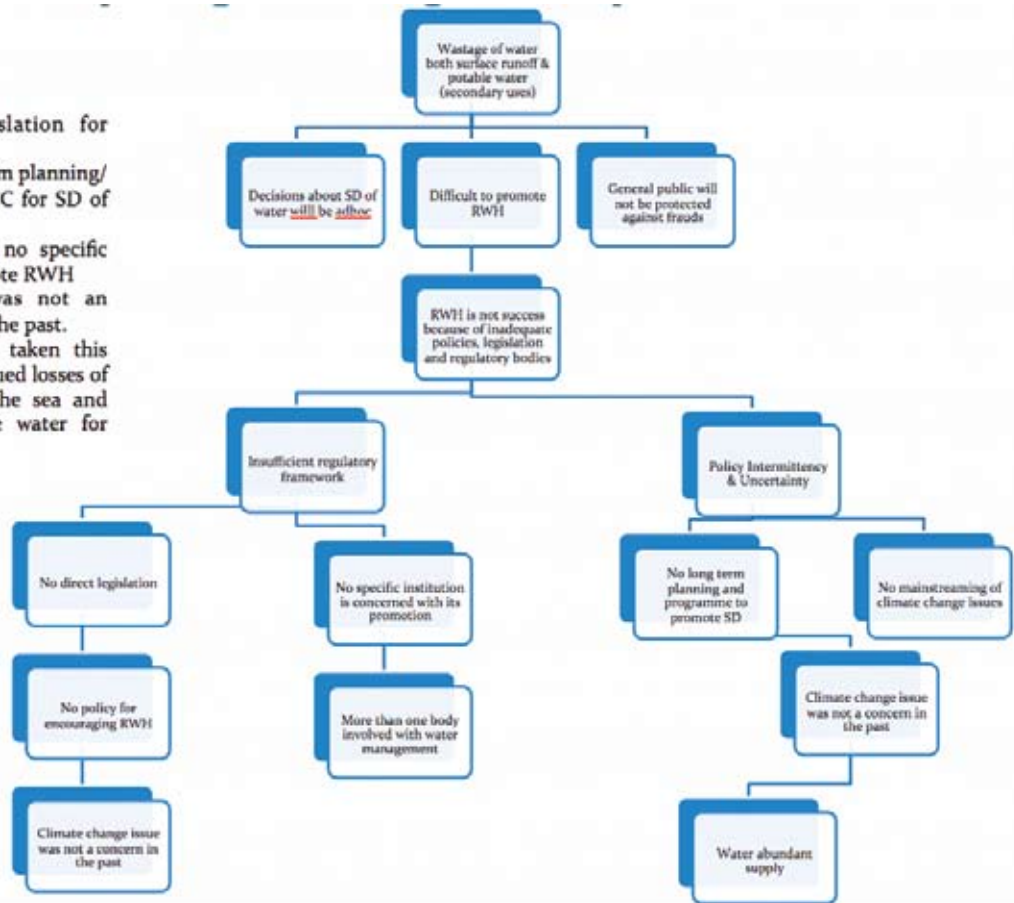 slation for
m planning/
C for SD of
no specific
te RWH
vas not an
he past.
taken this
ued losses of
he sea and
e water for
Wastage of water
both surface runoff &
potable water
(secondary uses)
Decisions about SD of
water will be adhoc
Difficult to promote
RWH
General public will
not be protected
against frauds
RWH is not success
because of inadequate
policies, legislation
and regulatory bodies
Insufficient regulatory
framework
Policy Intermittency
& Uncertainty
No direct legislation
No specific institution
is concerned with its
promotion
No long term
planning and
programme to
promote SD
No mainstreaming of
climate change issues
No policy for
encouraging RWH
More than one body
involved with water
management
Climate change issue
was not a concern in
the past
Climate change issue
was not a concern in
the past
Water abundant
supply